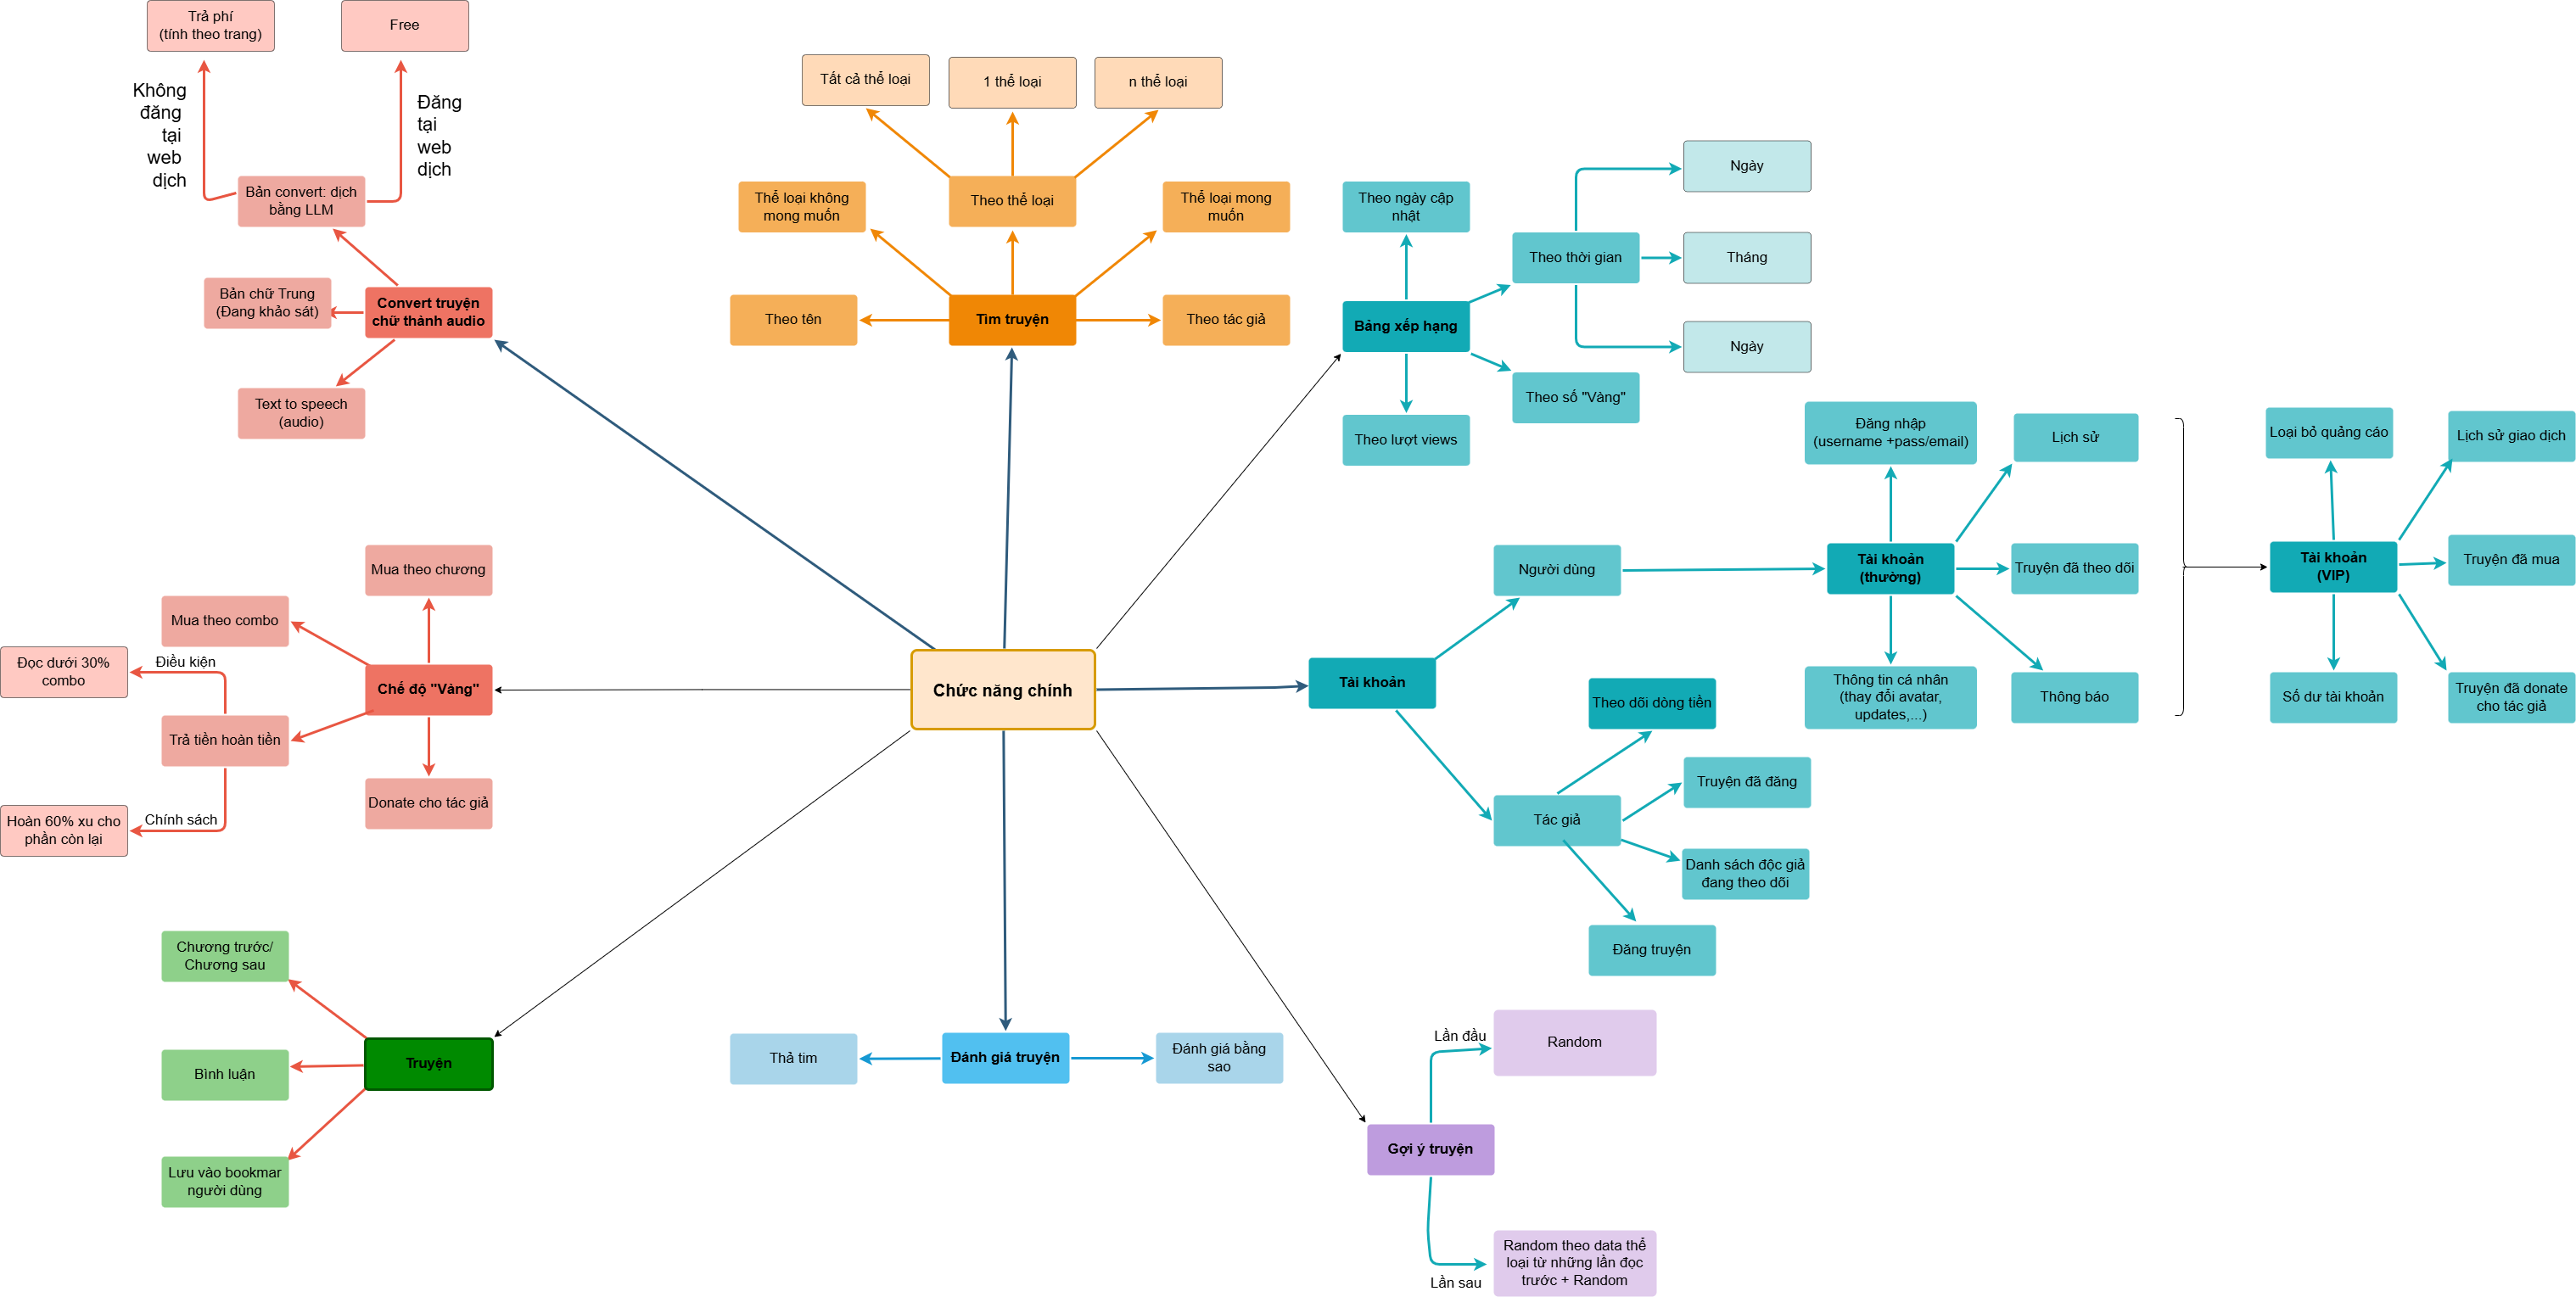 Trả phí
(tính theo trang)
Free
Không
đăng
tại
web
dịch
Đăng
tại
web
dịch
Bản convert: dịch
bằng LLM
Bản chữ Trung
(Đang khảo sát)
Convert truyện
chữ thành audio
Text to speech
(audio)
Tất cả thể loại
1 thể loại
n thể loại
Thể loại không
mong muốn
Theo thể loại
Thể loại mong
muốn
Theo tên
Tìm truyện
Theo tác giả
Theo ngày cập
nhật
Theo thời gian
Ngày
Tháng
Ngày
Bảng xếp hạng
Theo số "Vàng"
Theo lượt views
Đăng nhập
(username +pass/email)
Lịch sử
Người dùng
Tài khoản
(thường)
Truyện đã theo dõi
Thông tin cá nhân
(thay đổi avatar,
updates,...)
Thông báo
Loại bỏ quảng cáo
Lịch sử giao dịch
Tài khoản
(VIP)
Truyện đã mua
Số dư tài khoản
Truyện đã donate
cho tác giả
Mua theo chương
Mua theo combo
Đọc dưới 30%
combo
Điều kiện
Chế độ "Vàng"
Trả tiền hoàn tiền
Chính sách
Hoàn 60% xu cho
phần còn lại
Donate cho tác giả
Chức năng chính
Tài khoản
Theo dõi dòng tiền
Truyện đã đăng
Tác giả
Danh sách độc giả
đang theo dõi
Đăng truyện
Chương trước/
Chương sau
Bình luận
Truyện
Lưu vào bookmar
người dùng
Thả tim
Đánh giá truyện
Đánh giá bằng
sao
Lần đầu
Random
Gợi ý truyện
Lần sau
Random theo data thể
loại từ những lần đọc
trước + Random